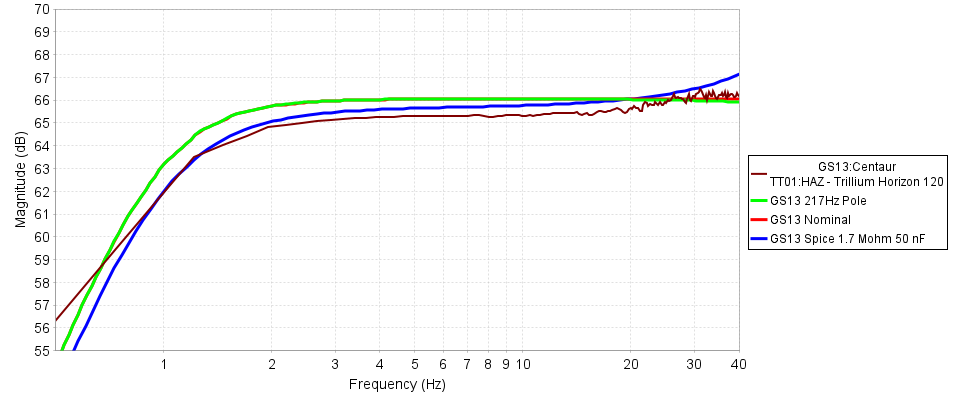 70
69
68
67
66
65
64
63
62
61
60
59
58
57
56
55
Magnitude (dB)
1 2 3 4 5 6 7 8 9 10 20 30 40
Frequency (Hz)
GS13:Centaur
TT01:HAZ - Trillium Horizon 120
GS13 217Hz Pole
GS13 Nominal
GS13 Spice 1.7 Mohm 50 nF